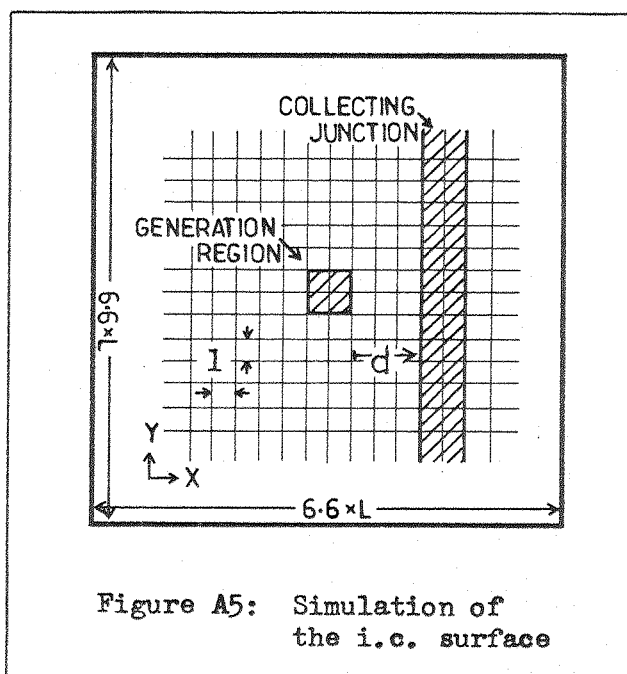 COLLECTING
JUNCTION
GENERATION
REGION
6·6×L
l
d
Y
X
6·6×L
Figure A5: Simulation of
the i.c. surface